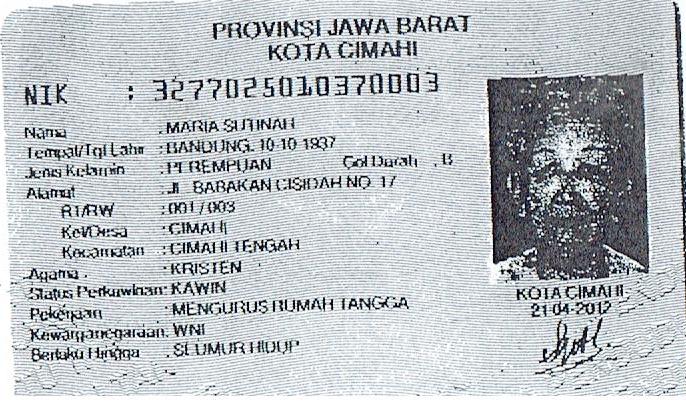 PROVINSI JAWA BARAT
KOTA CIMAHI
NIK : 3277025010370003
Nama : MARIA SUTINAH
Tempat/Tgl Lahir : BANDUNG, 10-10-1937
Jenis Kelamin : PEREMPUAN Gol Darah : B
Alamat : JL BABAKAN CISIDAH NO 17
RT/RW : 001 / 003
Kel/Desa : CIMAHI
Kecamatan : CIMAHI TENGAH
Agama : KRISTEN
Status Perkawinan: KAWIN
Pekerjaan : MENGURUS RUMAH TANGGA
Kewarganegaraan: WNI
Berlaku Hingga : SEUMUR HIDUP
KOTA CIMAHI
21-04-2012